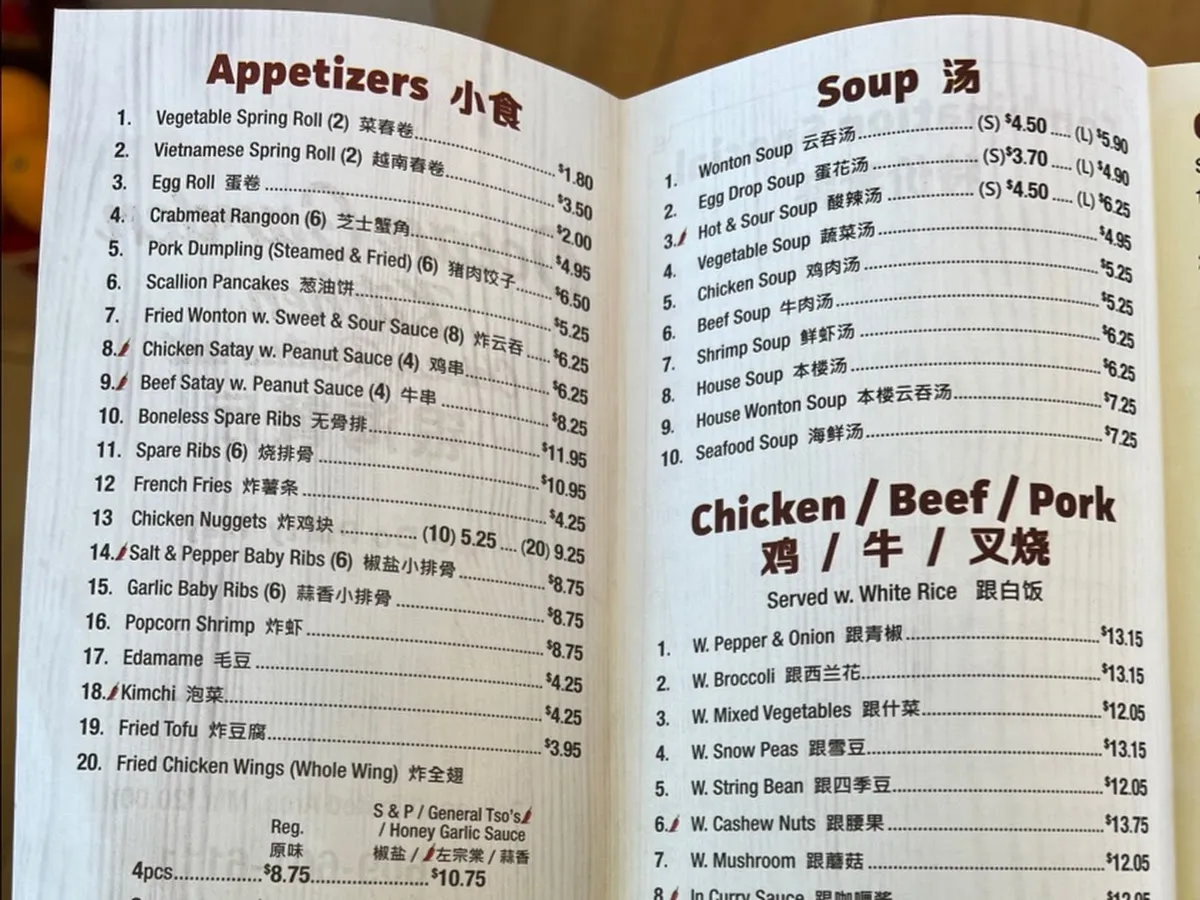 Appetizers 小食
1. Vegetable Spring Roll (2) 菜春卷 $1.80
2. Vietnamese Spring Roll (2) 越南春卷 $3.50
3. Egg Roll 蛋卷 $2.00
4. Crabmeat Rangoon (6) 芝士蟹角 $4.95
5. Pork Dumpling (Steamed & Fried) (6) 猪肉饺子 $6.50
6. Scallion Pancakes 葱油饼 $5.25
7. Fried Wonton w. Sweet & Sour Sauce (8) 炸云吞 $6.25
8. Chicken Satay w. Peanut Sauce (4) 鸡串 $6.25
9. Beef Satay w. Peanut Sauce (4) 牛串 $8.25
10. Boneless Spare Ribs 无骨排 $11.95
11. Spare Ribs (6) 烧排骨 $10.95
12 French Fries 炸薯条 $4.25
13 Chicken Nuggets 炸鸡块 (10) 5.25 .... (20) 9.25
14. Salt & Pepper Baby Ribs (6) 椒盐小排骨 $8.75
15. Garlic Baby Ribs (6) 蒜香小排骨 $8.75
16. Popcorn Shrimp 炸虾 $8.75
17. Edamame 毛豆 $4.25
18. Kimchi 泡菜 $4.25
19. Fried Tofu 炸豆腐 $3.95
20. Fried Chicken Wings (Whole Wing) 炸全翅
S & P / General Tso's
Reg. / Honey Garlic Sauce
原味 椒盐 / 左宗棠 / 蒜香
4pcs $8.75 $10.75
Soup 汤
1. Wonton Soup 云吞汤 (S) $4.50 ..... (L) $5.90
2. Egg Drop Soup 蛋花汤 (S) $3.70 ..... (L) $4.90
3. Hot & Sour Soup 酸辣汤 (S) $4.50 ..... (L) $6.25
4. Vegetable Soup 蔬菜汤 $4.95
5. Chicken Soup 鸡肉汤 $5.25
6. Beef Soup 牛肉汤 $5.25
7. Shrimp Soup 鲜虾汤 $6.25
8. House Soup 本楼汤 $6.25
9. House Wonton Soup 本楼云吞汤 $7.25
10. Seafood Soup 海鲜汤 $7.25
Chicken / Beef / Pork
鸡 / 牛 / 叉烧
Served w. White Rice 跟白饭
1. W. Pepper & Onion 跟青椒 $13.15
2. W. Broccoli 跟西兰花 $13.15
3. W. Mixed Vegetables 跟什菜 $12.05
4. W. Snow Peas 跟雪豆 $13.15
5. W. String Bean 跟四季豆 $12.05
6. W. Cashew Nuts 跟腰果 $13.75
7. W. Mushroom 跟蘑菇 $12.05
8. In Curry Sauce 跟咖喱酱 $12.05